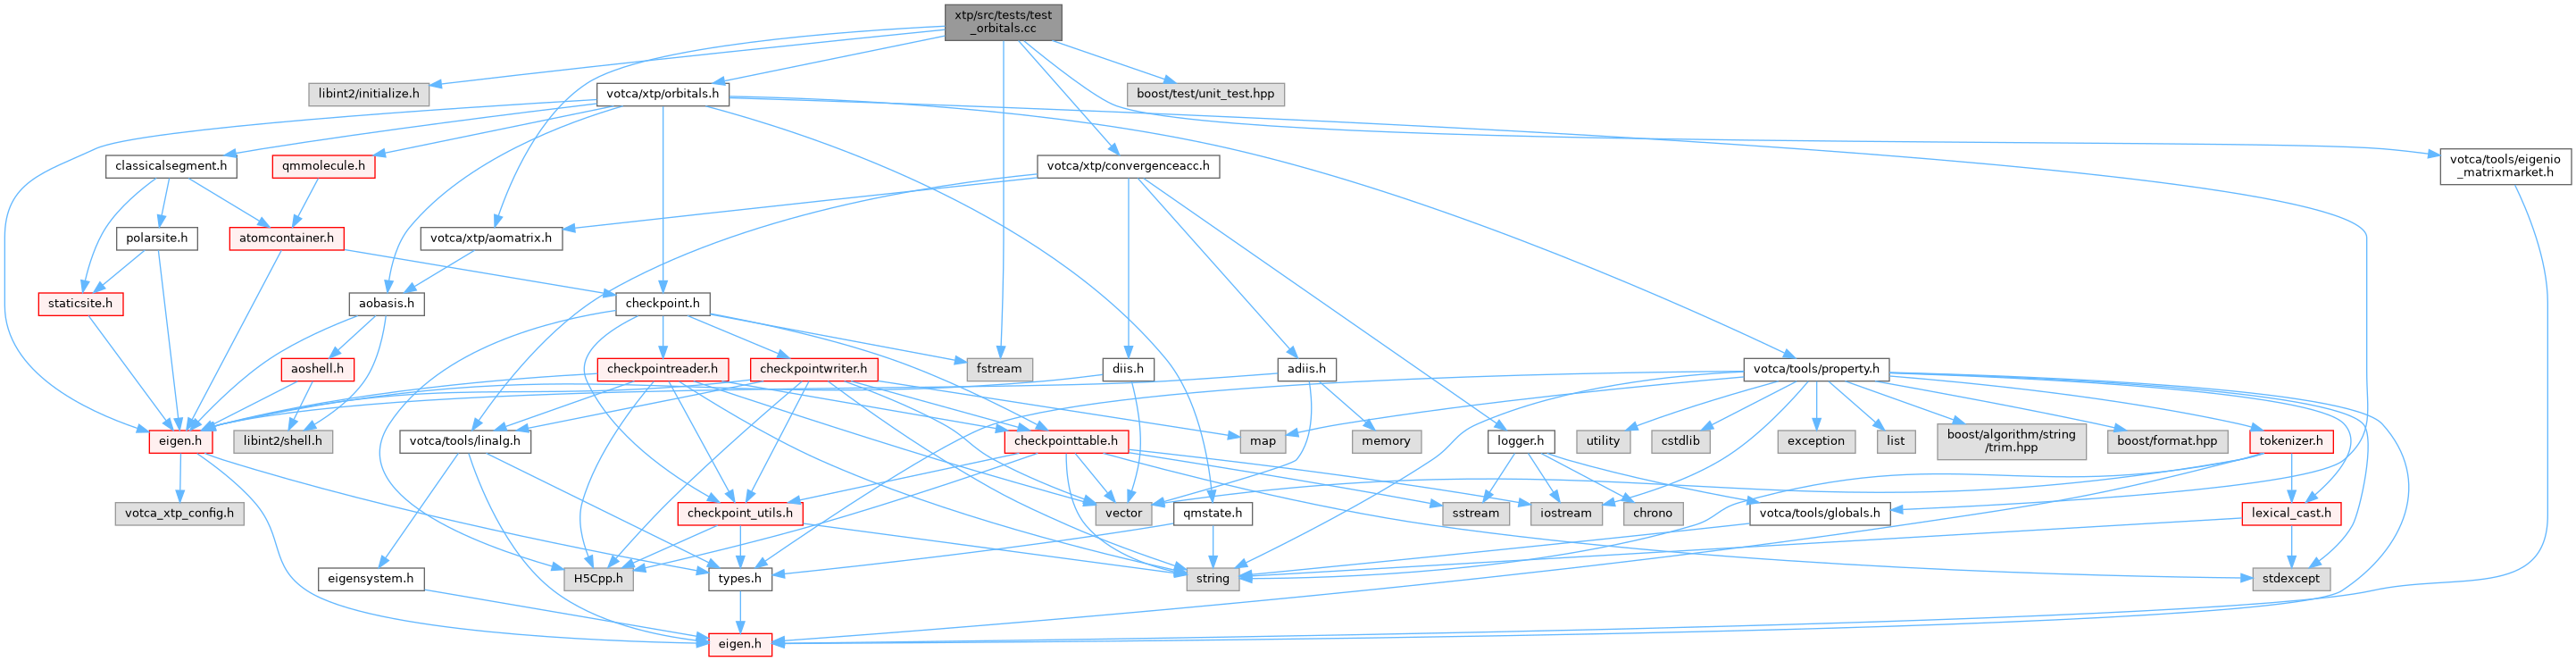 xtp/src/tests/test
_orbitals.cc
libint2/initialize.h
votca/xtp/orbitals.h
boost/test/unit_test.hpp
classicalsegment.h
qmmolecule.h
votca/xtp/convergenceacc.h
votca/tools/eigenio
_matrixmarket.h
polarsite.h
atomcontainer.h
votca/xtp/aomatrix.h
staticsite.h
aobasis.h
checkpoint.h
aoshell.h
checkpointreader.h
checkpointwriter.h
fstream
diis.h
adiis.h
votca/tools/property.h
eigen.h
libint2/shell.h
votca/tools/linalg.h
checkpointtable.h
map
memory
logger.h
utility
cstdlib
exception
list
boost/algorithm/string
/trim.hpp
boost/format.hpp
tokenizer.h
votca_xtp_config.h
checkpoint_utils.h
vector
qmstate.h
sstream
iostream
chrono
votca/tools/globals.h
lexical_cast.h
eigensystem.h
H5Cpp.h
types.h
string
stdexcept
eigen.h